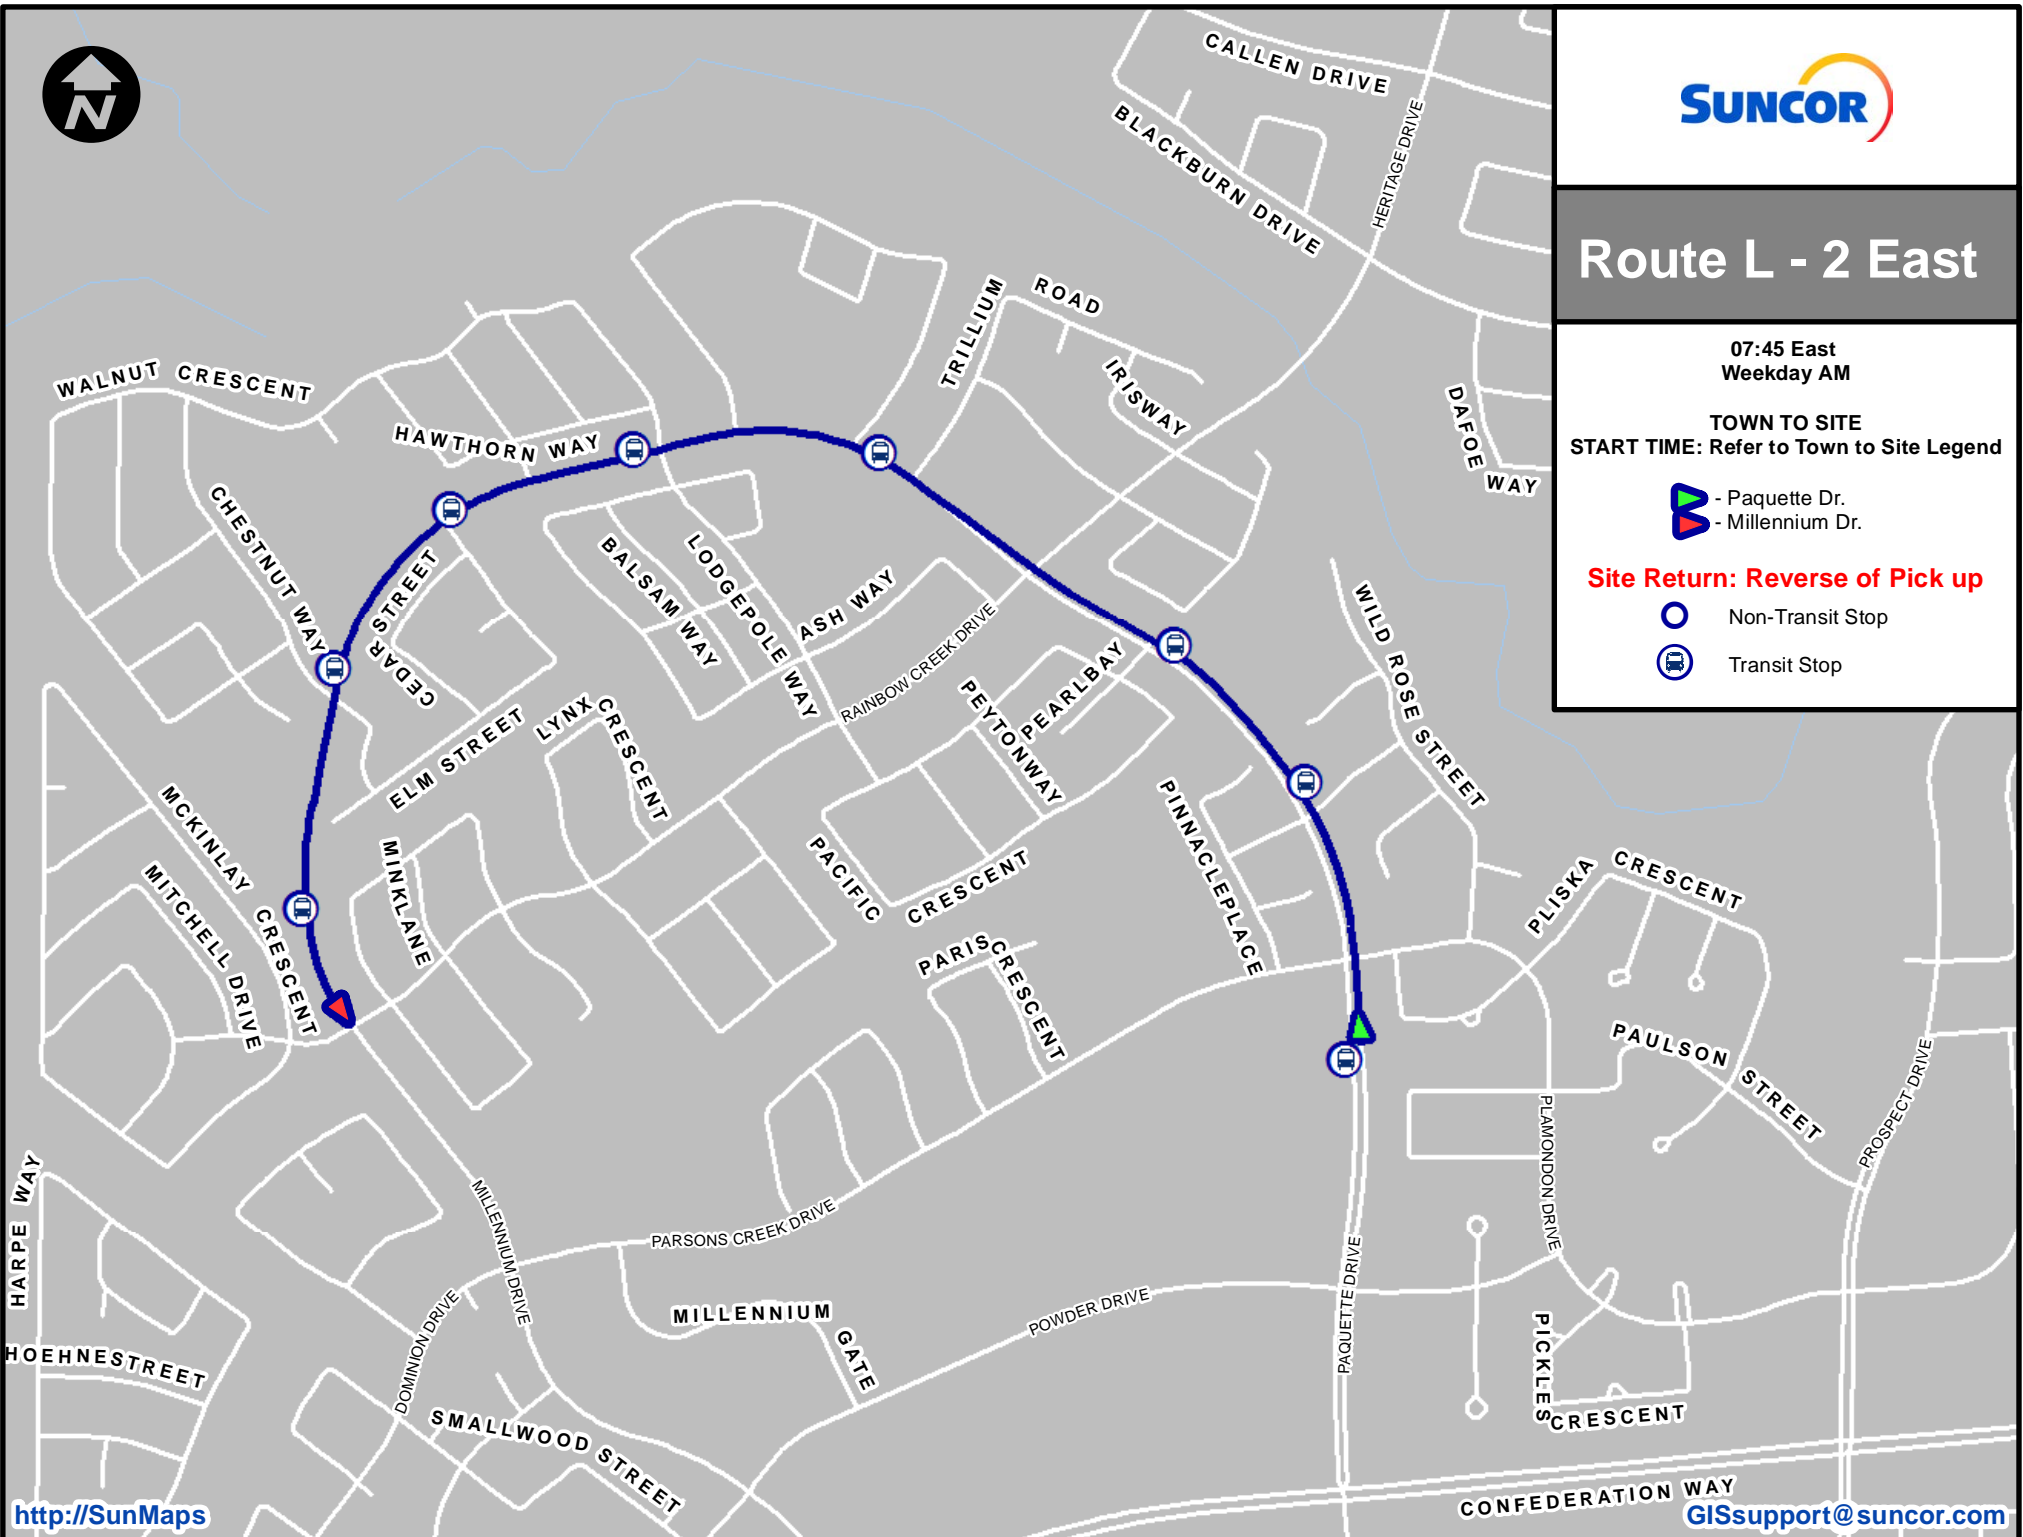 N
CALLEN DRIVE
BLACKBURN DRIVE
HERITAGE DRIVE
SUNCOR
Route L - 2 East
07:45 East
Weekday AM
TOWN TO SITE
START TIME: Refer to Town to Site Legend
- Paquette Dr.
- Millennium Dr.
Site Return: Reverse of Pick up
Non-Transit Stop
Transit Stop
TRILLIUM ROAD
IRISWAY
DAFOE WAY
WALNUT CRESCENT
HAWTHORN WAY
CHESTNUT WAY
CEDAR STREET
BALSAM WAY
LODGEPOLE WAY
ASH WAY
RAINBOW CREEK DRIVE
WILD ROSE STREET
PEARLBAY
PEYTONWAY
ELM STREET
LYNX CRESCENT
MCKINLAY CRESCENT
MITCHELL DRIVE
MINKLANE
PACIFIC CRESCENT
PINNACLEPLACE
PARIS CRESCENT
PLISKA CRESCENT
PAULSON STREET
PROSPECT DRIVE
PLAMONDON DRIVE
HARPE WAY
MILLENNIUM DRIVE
PARSONS CREEK DRIVE
PAQUETTE DRIVE
POWDER DRIVE
MILLENNIUM GATE
DOMINION DRIVE
HOEHNESTREET
SMALLWOOD STREET
PICKLES CRESCENT
CONFEDERATION WAY
http://SunMaps
GISsupport@suncor.com